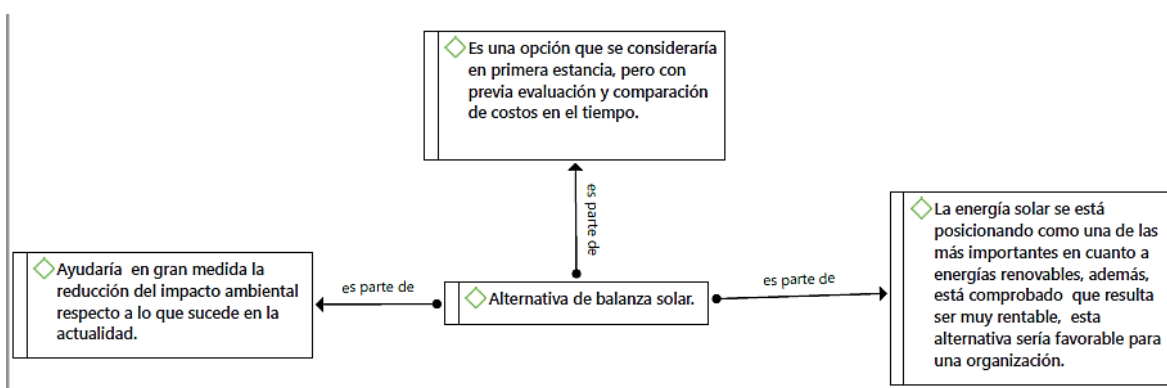 Es una opción que se consideraría
en primera estancia, pero con
previa evaluación y comparación
de costos en el tiempo.
es parte de
La energía solar se está
posicionando como una de las
más importantes en cuanto a
energías renovables, además,
está comprobado que resulta
ser muy rentable, esta
alternativa sería favorable para
una organización.
Ayudaría en gran medida la
reducción del impacto ambiental
respecto a lo que sucede en la
actualidad.
es parte de
Alternativa de balanza solar.
es parte de